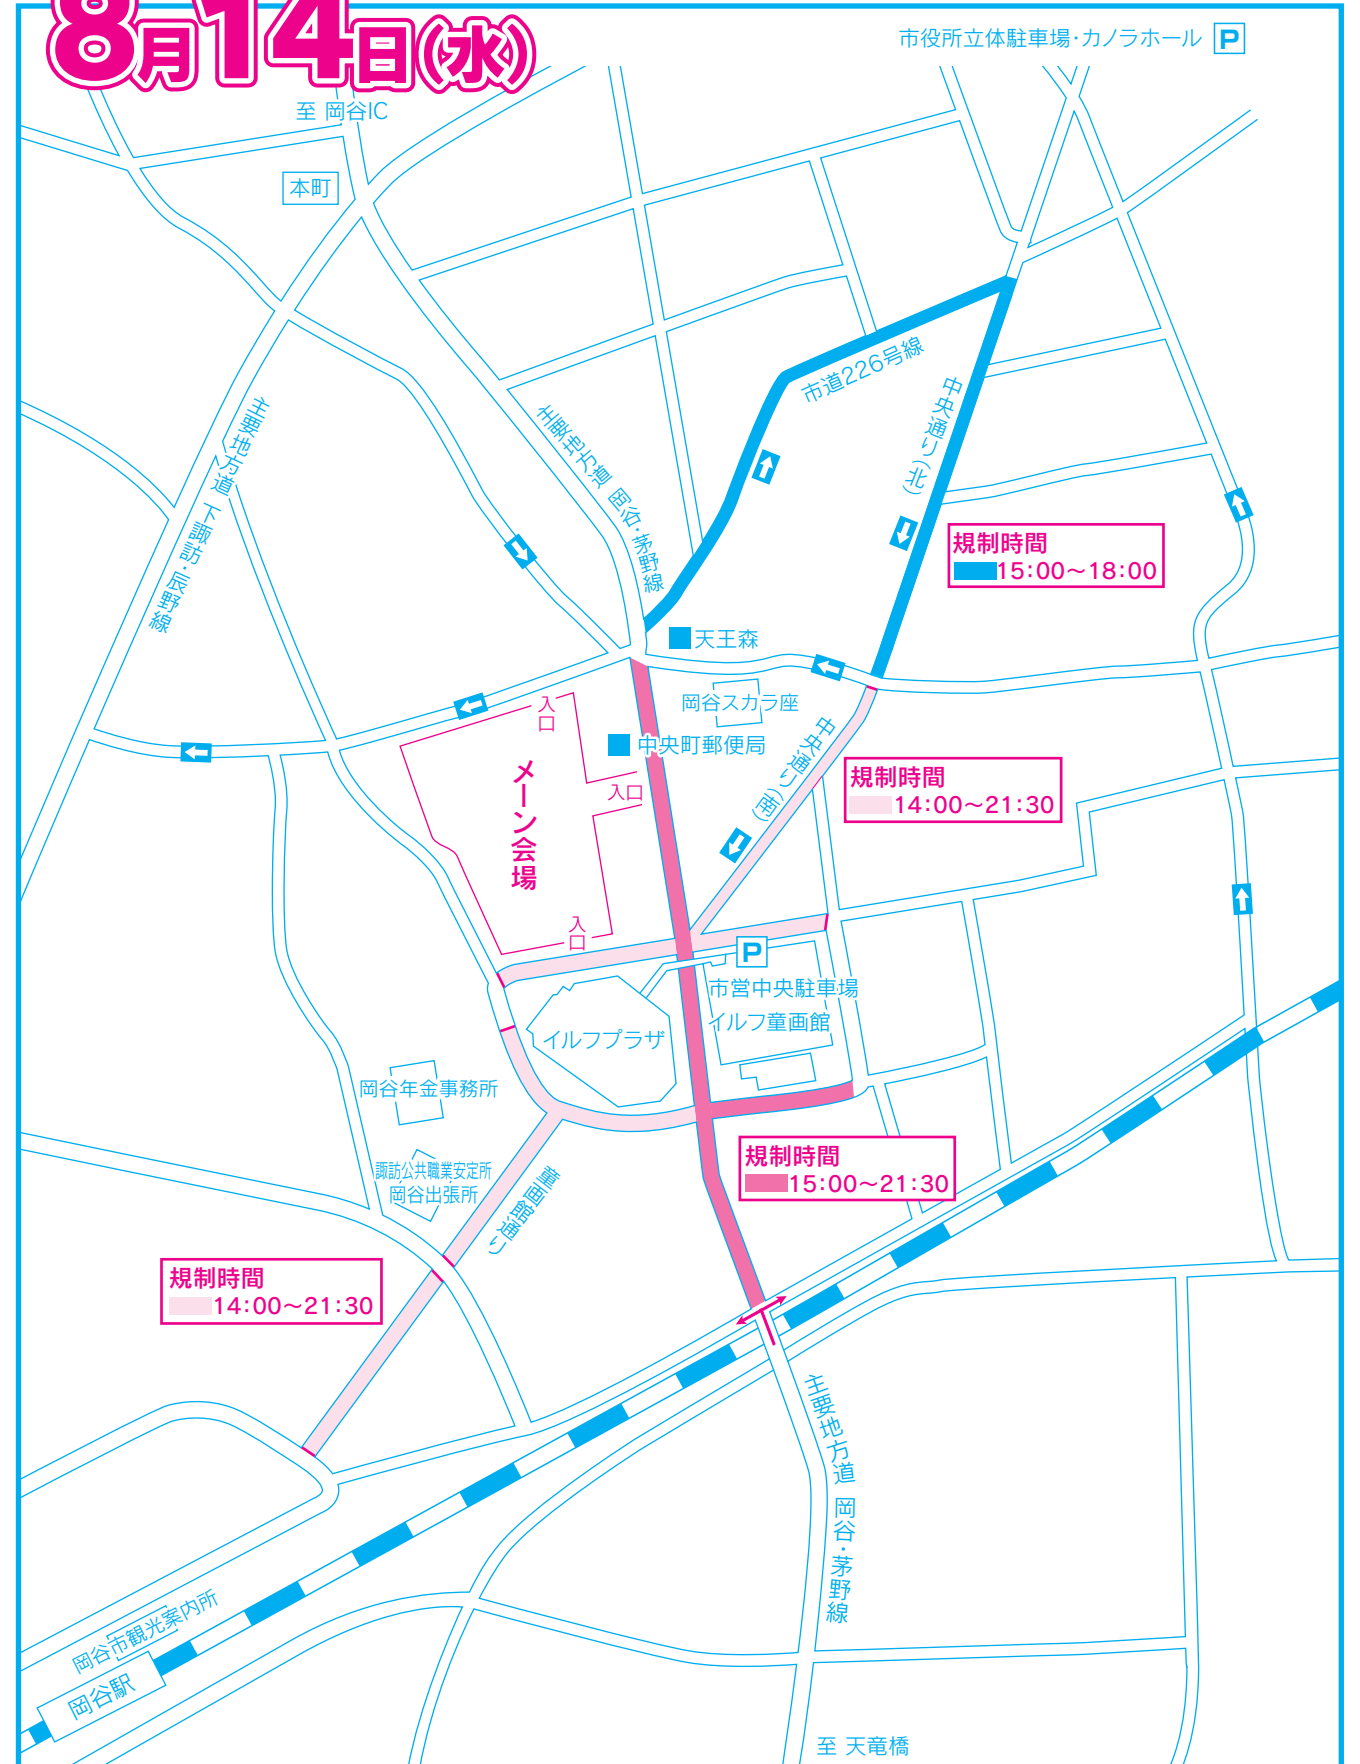 8月14日(水)
市役所立体駐車場・カノラホール P
至 岡谷IC
本町
市道226号線
中央通り(北)
主要地方道 岡谷・茅野線
主要地方道 下諏訪・辰野線
規制時間
15:00〜18:00
天王森
岡谷スカラ座
入口
中央町郵便局
中央通り(南)
メーン会場
入口
規制時間
14:00〜21:30
入口
P
市営中央駐車場
イルフ童画館
イルフプラザ
岡谷年金事務所
諏訪公共職業安定所
岡谷出張所
童画館通り
規制時間
15:00〜21:30
規制時間
14:00〜21:30
主要地方道 岡谷・茅野線
岡谷市観光案内所
岡谷駅
至 天竜橋